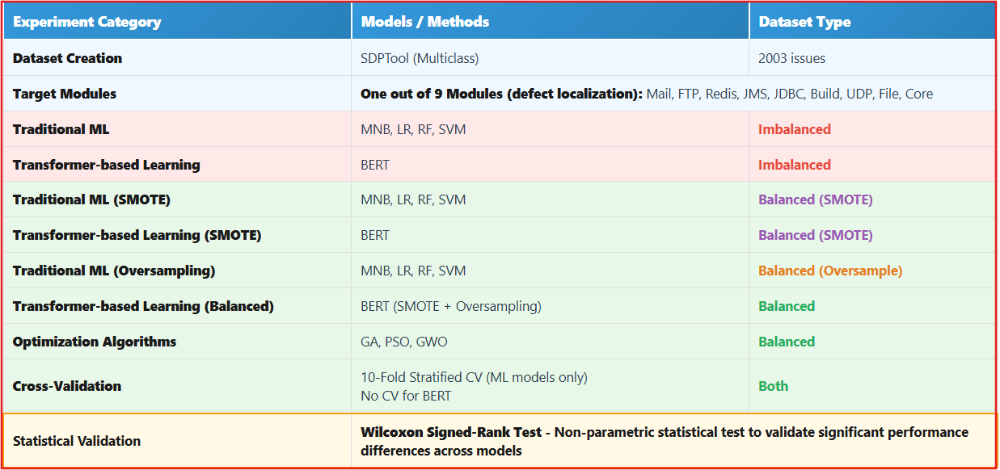 Experiment Category Models / Methods Dataset Type
Dataset Creation SDPTool (Multiclass) 2003 issues
Target Modules One out of 9 Modules (defect localization): Mail, FTP, Redis, JMS, JDBC, Build, UDP, File, Core
Traditional ML MNB, LR, RF, SVM Imbalanced
Transformer-based Learning BERT Imbalanced
Traditional ML (SMOTE) MNB, LR, RF, SVM Balanced (SMOTE)
Transformer-based Learning (SMOTE) BERT Balanced (SMOTE)
Traditional ML (Oversampling) MNB, LR, RF, SVM Balanced (Oversample)
Transformer-based Learning (Balanced) BERT (SMOTE + Oversampling) Balanced
Optimization Algorithms GA, PSO, GWO Balanced
Cross-Validation 10-Fold Stratified CV (ML models only) Both
No CV for BERT
Statistical Validation Wilcoxon Signed-Rank Test - Non-parametric statistical test to validate significant performance
differences across models